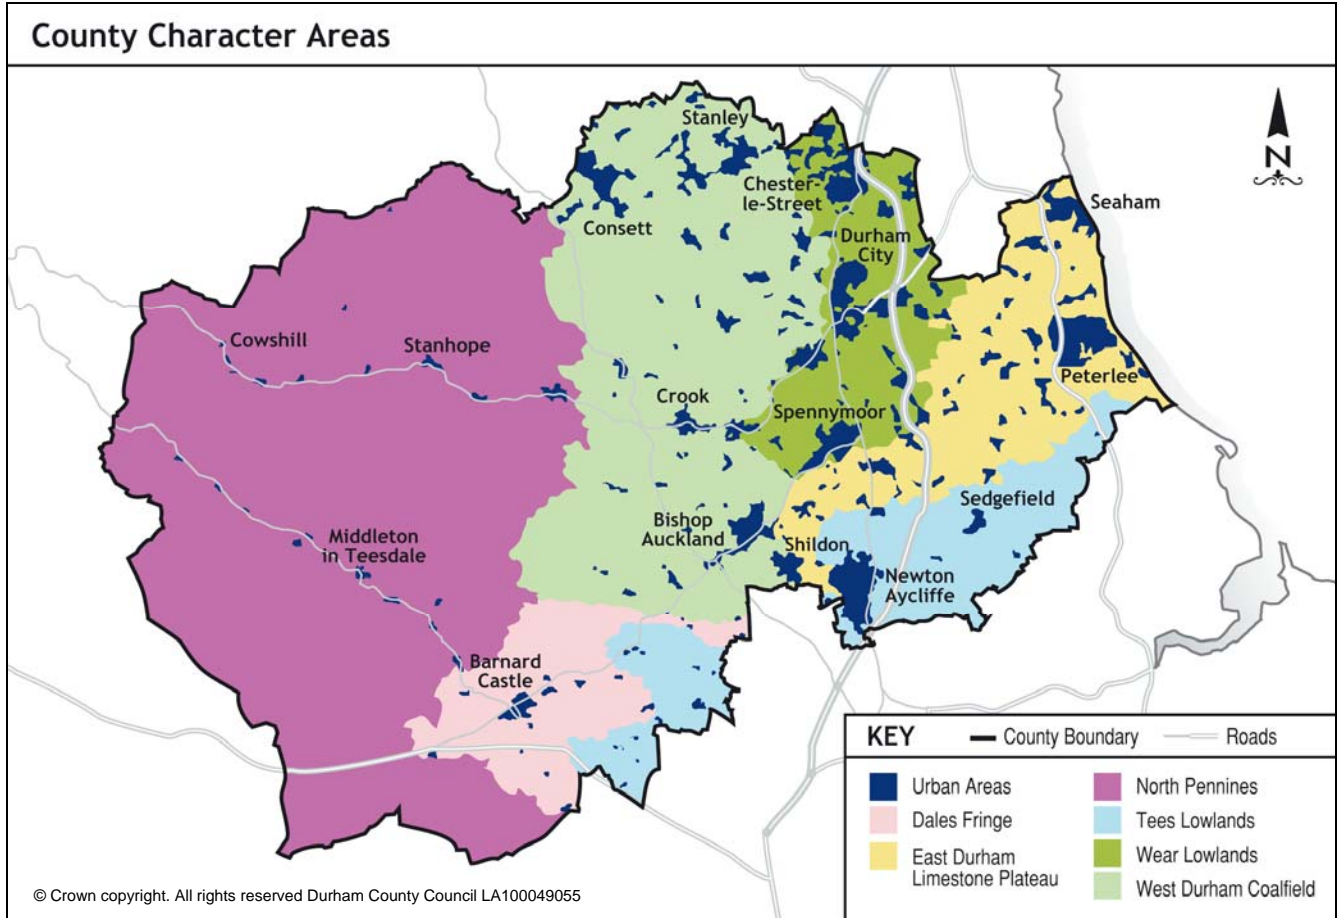 County Character Areas
N
Stanley
Chester-
le-Street
Seaham
Consett
Durham
City
Cowshill
Stanhope
Peterlee
Crook
Spennymoor
Sedgefield
Bishop
Auckland
Middleton
in Teesdale
Shildon
Newton
Aycliffe
Barnard
Castle
KEY
County Boundary
Roads
Urban Areas
Dales Fringe
East Durham
Limestone Plateau
North Pennines
Tees Lowlands
Wear Lowlands
West Durham Coalfield
© Crown copyright. All rights reserved Durham County Council LA100049055